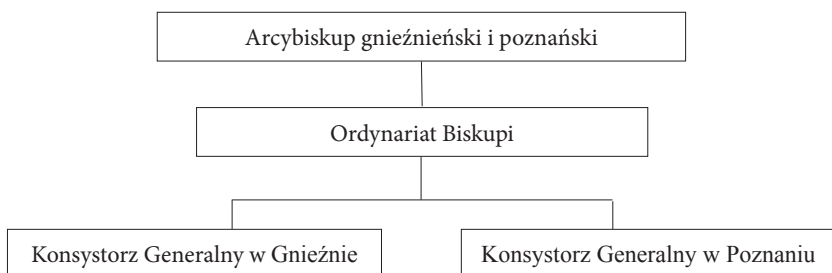 Arcybiskup gnieźnieński i poznański
Ordynariat Biskupi
Konsystorz Generalny w Gnieźnie
Konsystorz Generalny w Poznaniu